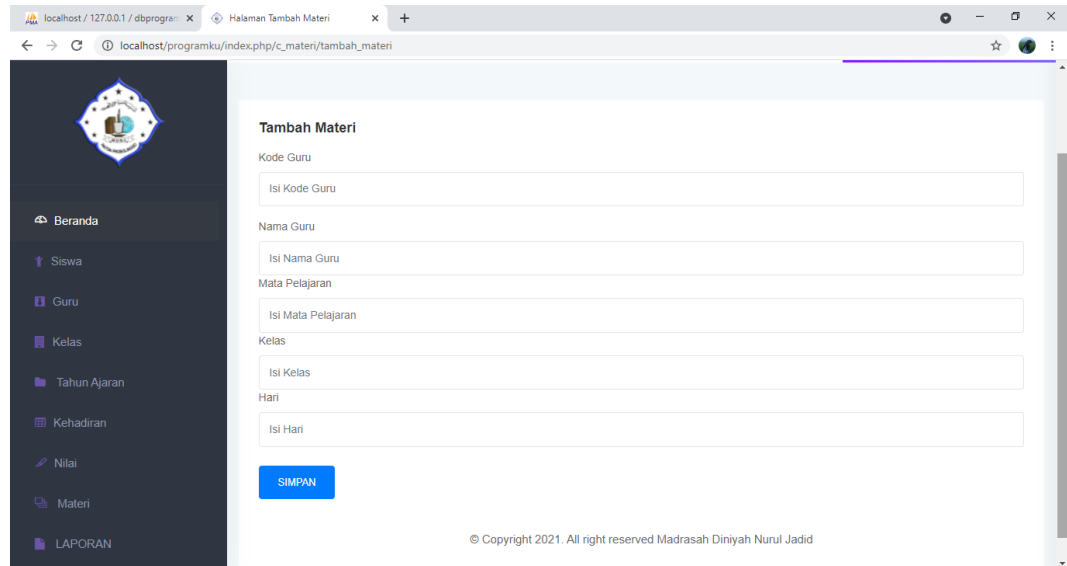 localhost / 127.0.0.1 / dbprogram
Halaman Tambah Materi
localhost/programku/index.php/c_materi/tambah_materi
Beranda
Siswa
Guru
Kelas
Tahun Ajaran
Kehadiran
Nilai
Materi
LAPORAN
Tambah Materi
Kode Guru
Isi Kode Guru
Nama Guru
Isi Nama Guru
Mata Pelajaran
Isi Mata Pelajaran
Kelas
Isi Kelas
Hari
Isi Hari
SIMPAN
© Copyright 2021. All right reserved Madrasah Diniyah Nurul Jadid